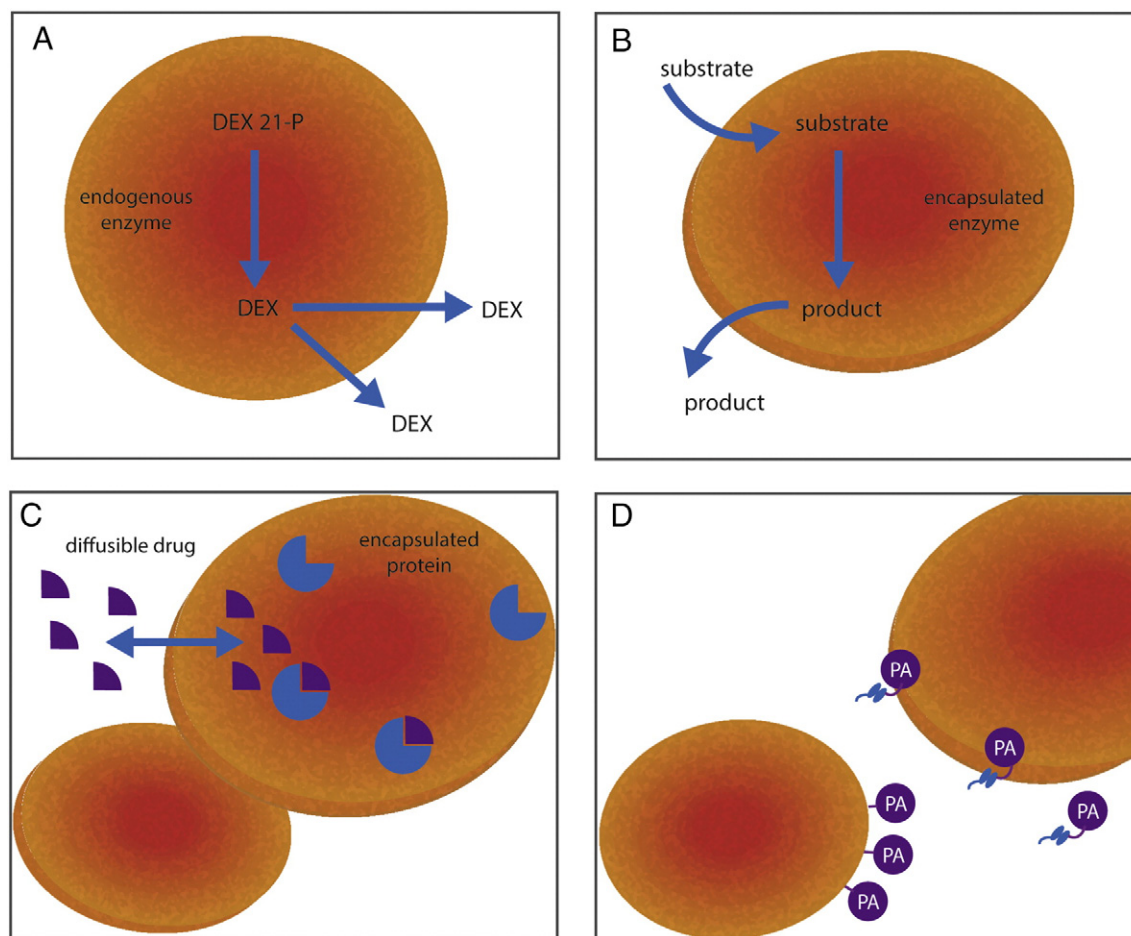 A
DEX 21-P
endogenous
enzyme
DEX
DEX
DEX
B
substrate
substrate
encapsulated
enzyme
product
product
C
diffusible drug
encapsulated
protein
D
PA
PA
PA
PA
PA
PA